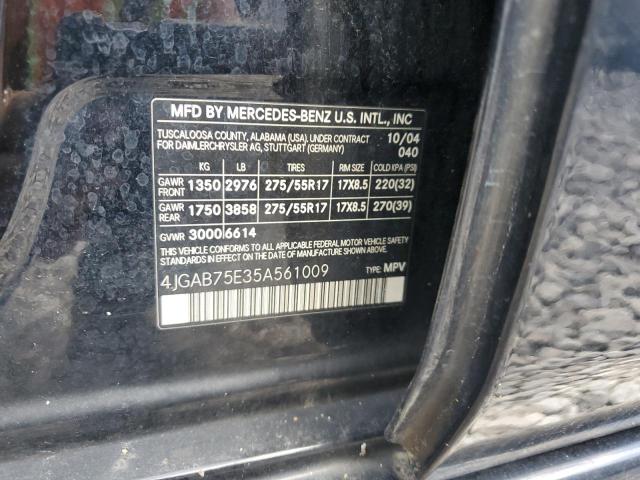 MFD BY MERCEDES-BENZ U.S. INTL., INC
TUSCALOOSA COUNTY, ALABAMA (USA), UNDER CONTRACT 10/04
FOR DAIMLERCHRYSLER AG, STUTTGART (GERMANY) 040
KG LB TIRES RIM SIZE COLD KPA (PSI)
GAWR FRONT 1350 2976 275/55R17 17X8.5 220(32)
GAWR REAR 1750 3858 275/55R17 17X8.5 270(39)
GVWR 3000 6614
THIS VEHICLE CONFORMS TO ALL APPLICABLE FEDERAL MOTOR VEHICLE SAFETY
STANDARDS IN EFFECT ON THE DATE OF MANUFACTURE SHOWN ABOVE.
4JGAB75E35A561009 TYPE: MPV